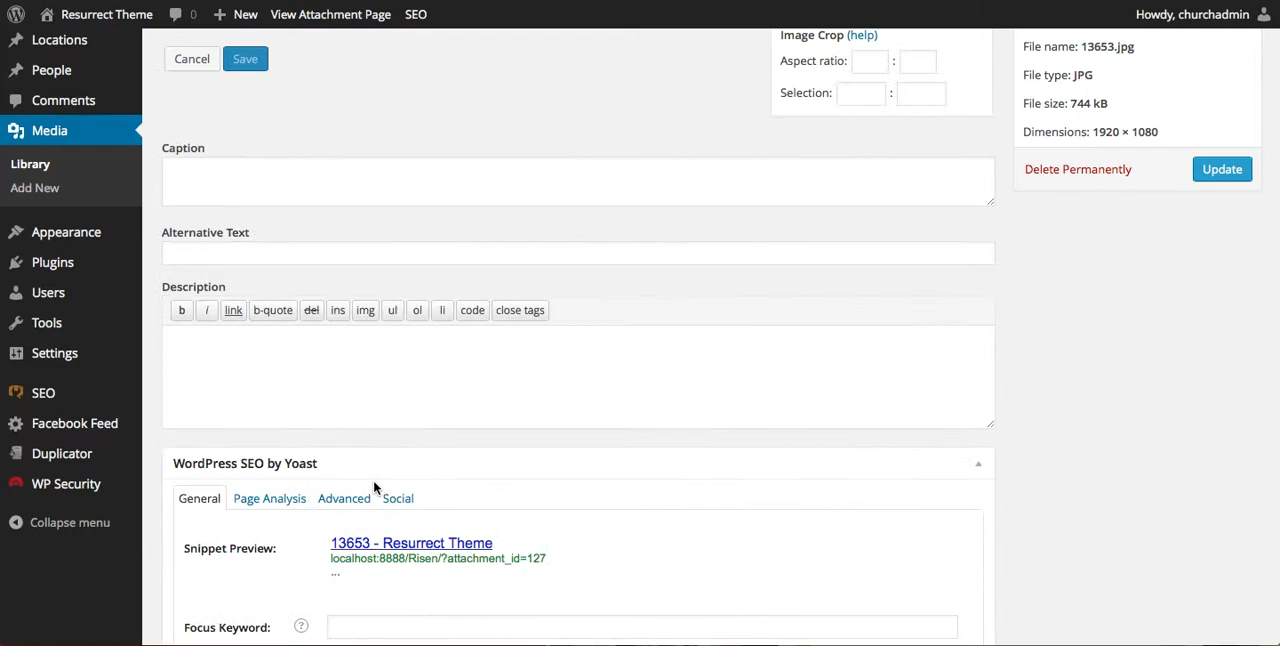 Resurrect Theme 0 New View Attachment Page SEO Howdy, churchadmin
Locations
People
Comments
Media
Library
Add New
Appearance
Plugins
Users
Tools
Settings
SEO
Facebook Feed
Duplicator
WP Security
Collapse menu
Cancel Save
Image Crop (help)
Aspect ratio: :
Selection: :
Caption
Alternative Text
Description
b i link b-quote del ins img ul ol li code close tags
WordPress SEO by Yoast
General Page Analysis Advanced Social
Snippet Preview: 13653 - Resurrect Theme
localhost:8888/Risen/?attachment_id=127
...
Focus Keyword: ?
File name: 13653.jpg
File type: JPG
File size: 744 kB
Dimensions: 1920 × 1080
Delete Permanently Update